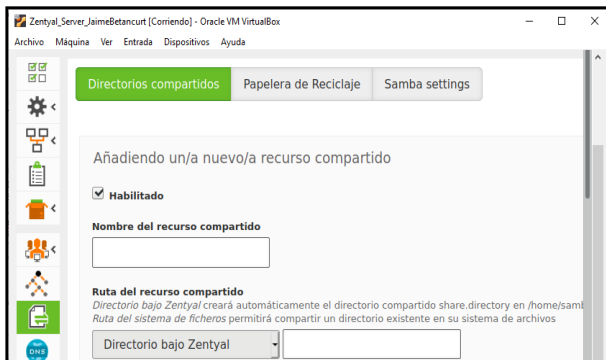 Zentyal_Server_JaimeBetancurt [Corriendo] - Oracle VM VirtualBox
Archivo Máquina Ver Entrada Dispositivos Ayuda
Directorios compartidos Papelera de Reciclaje Samba settings
Añadiendo un/a nuevo/a recurso compartido
Habilitado
Nombre del recurso compartido
Ruta del recurso compartido
Directorio bajo Zentyal creará automáticamente el directorio compartido share.directory en /home/samb
Ruta del sistema de ficheros permitirá compartir un directorio existente en su sistema de archivos
Directorio bajo Zentyal
DNS